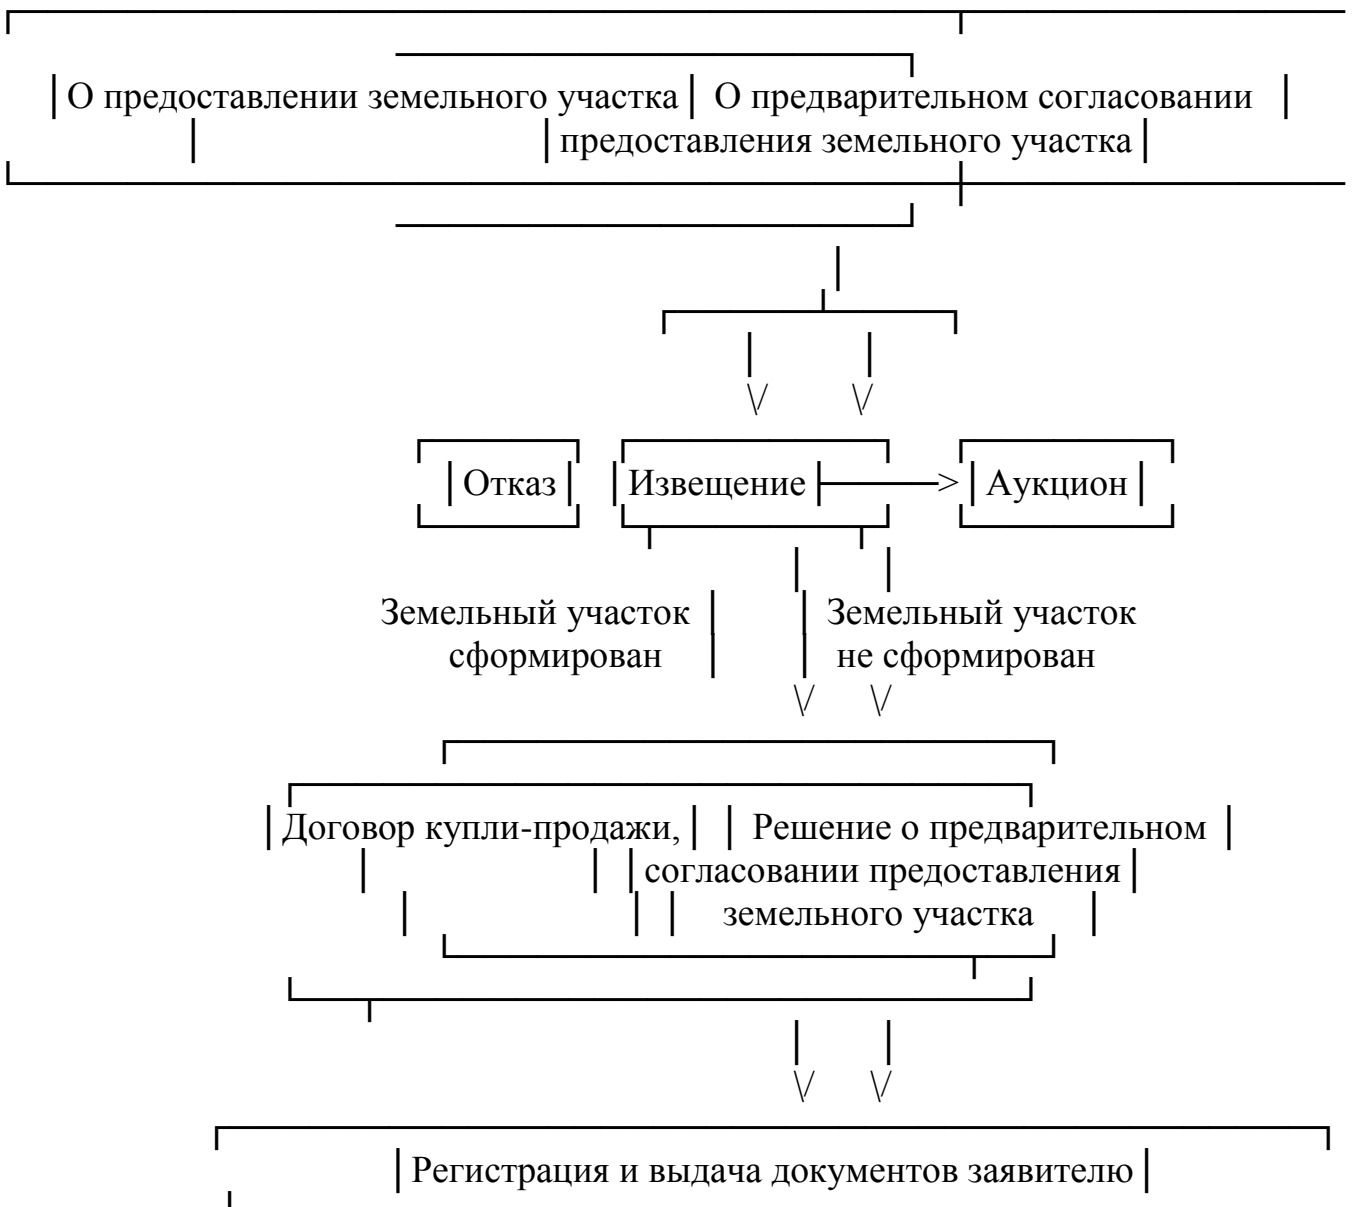 О предоставлении земельного участка О предварительном согласовании
предоставления земельного участка
Отказ Извещение > Аукцион
Земельный участок Земельный участок
сформирован не сформирован
Договор купли-продажи, Решение о предварительном
согласовании предоставления
земельного участка
Регистрация и выдача документов заявителю